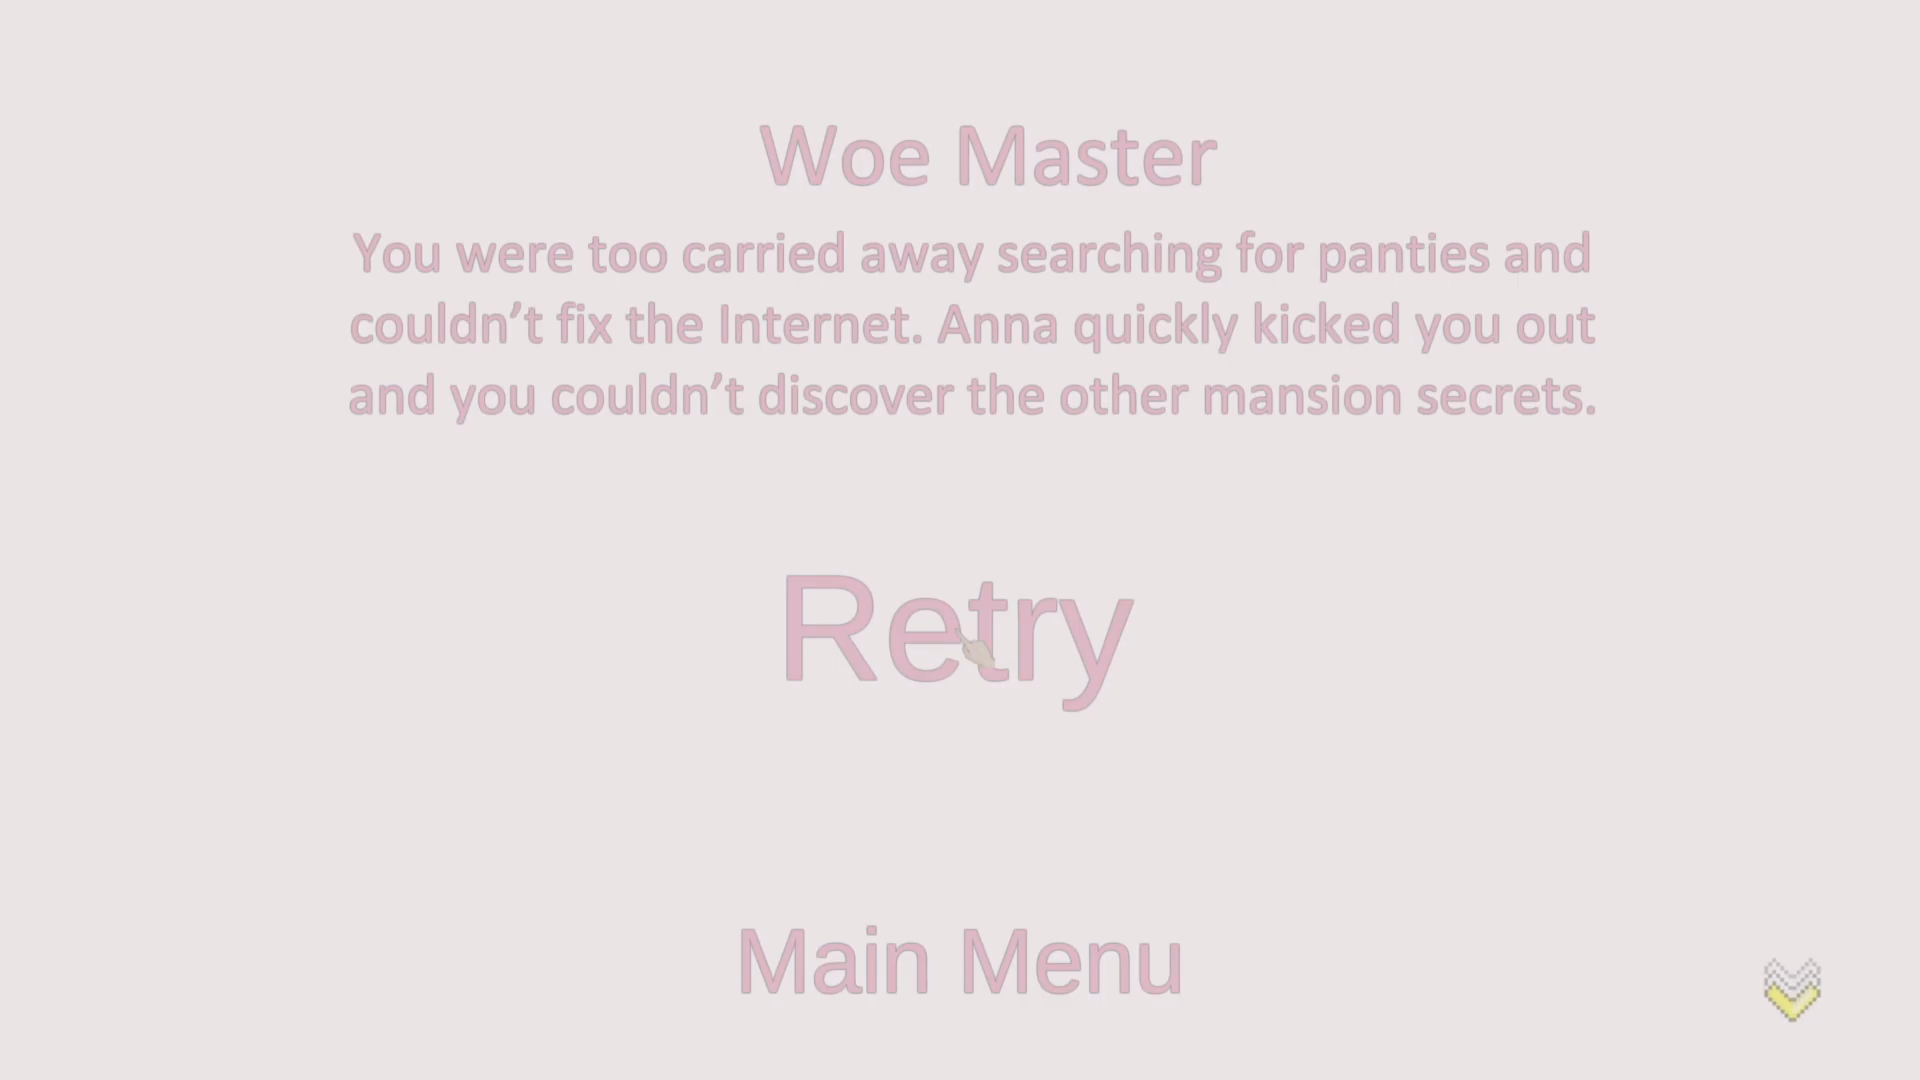 Woe Master
You were too carried away searching for panties and
couldn’t fix the Internet. Anna quickly kicked you out
and you couldn’t discover the other mansion secrets.
Retry
Main Menu